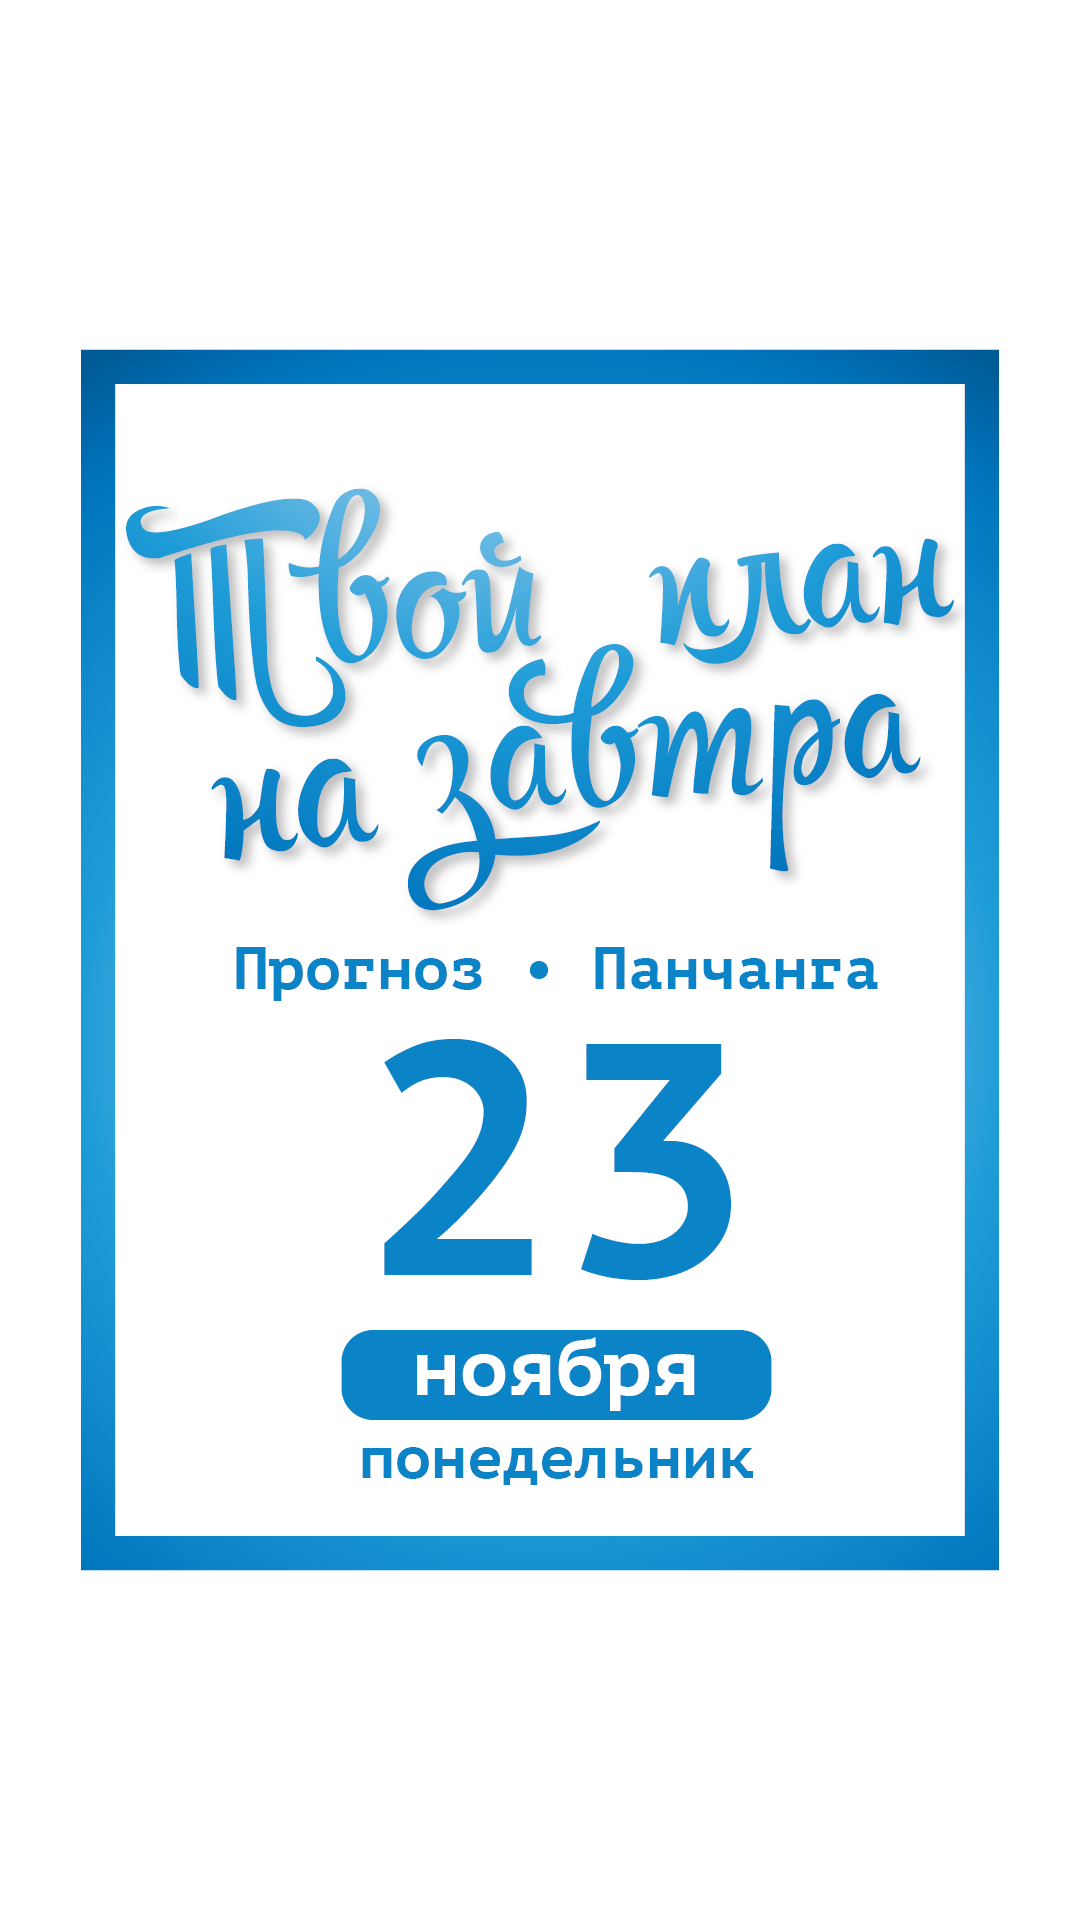 Твой план
на завтра
Прогноз • Панчанга
23
ноября
понедельник